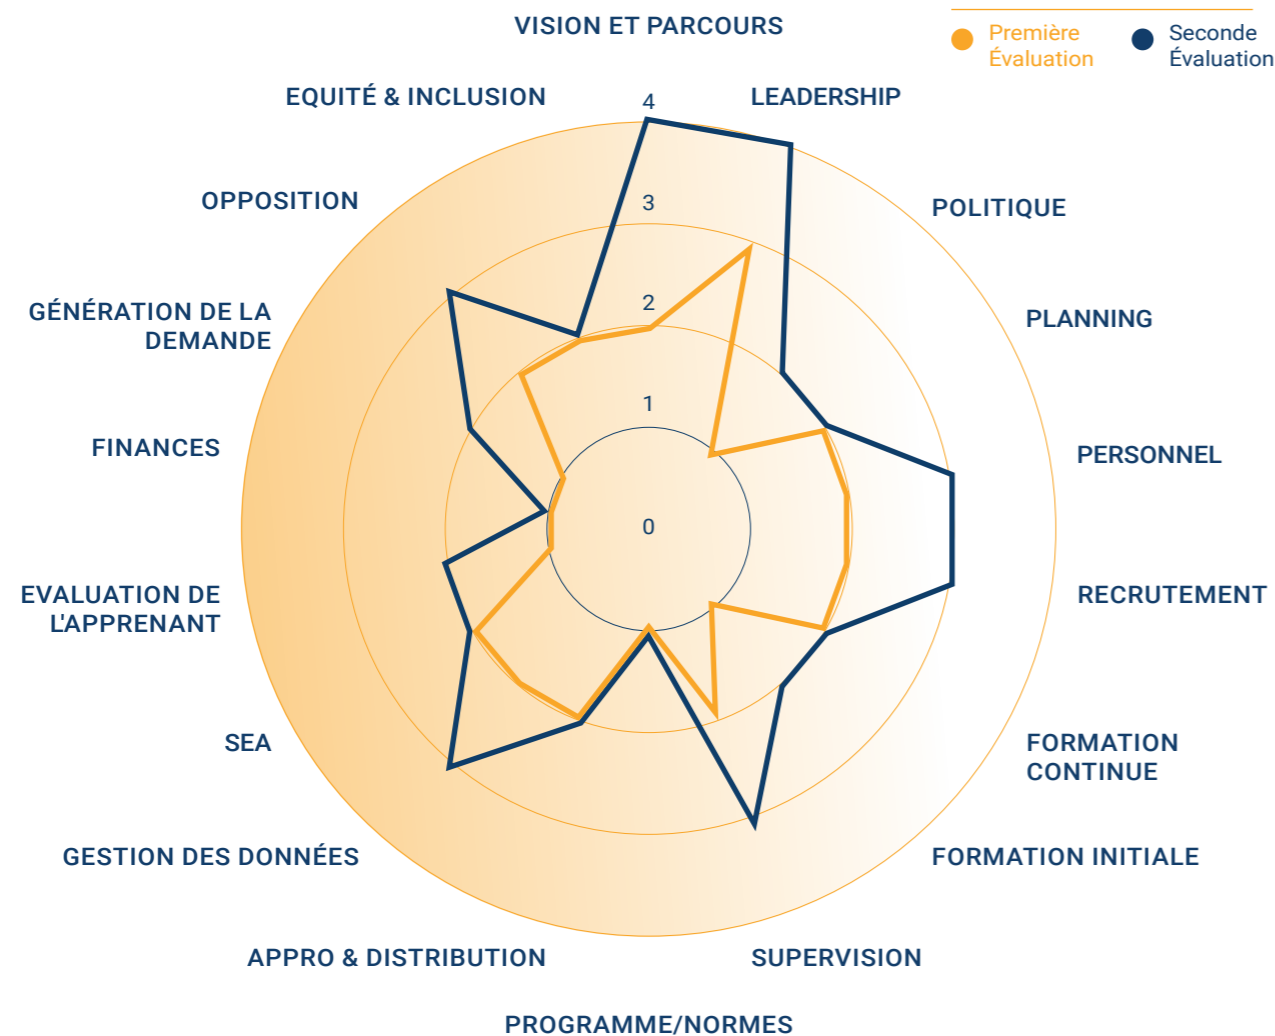 VISION ET PARCOURS
Première
Évaluation
Seconde
Évaluation
EQUITÉ & INCLUSION
4
LEADERSHIP
OPPOSITION
3
POLITIQUE
GÉNÉRATION DE LA
DEMANDE
2
PLANNING
1
FINANCES
PERSONNEL
0
EVALUATION DE
L'APPRENANT
RECRUTEMENT
SEA
FORMATION
CONTINUE
GESTION DES DONNÉES
FORMATION INITIALE
APPRO & DISTRIBUTION
SUPERVISION
PROGRAMME/NORMES